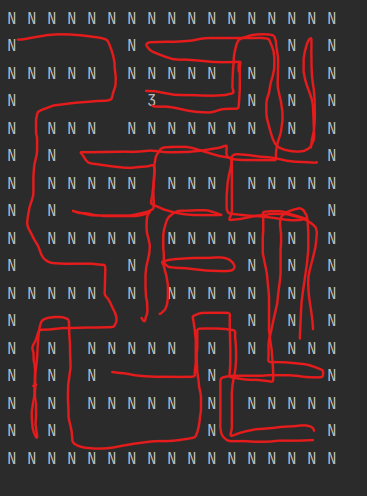 N N N N N N N N N N N N N N N N N
N           N               N   N
N N N N N   N N N N N   N   N   N
N             3         N   N   N
N   N N N   N N N N N N N   N   N
N   N                           N
N   N N N N N   N N N   N N N N N
N   N                           N
N   N N N N N   N N N N N   N   N
N           N           N   N   N
N N N N N   N N N N N   N   N   N
N                       N   N   N
N   N   N N N N N   N   N   N   N
N   N   N           N           N
N   N   N N N N N   N   N N N N N
N   N               N           N
N N N N N N N N N N N N N N N N N